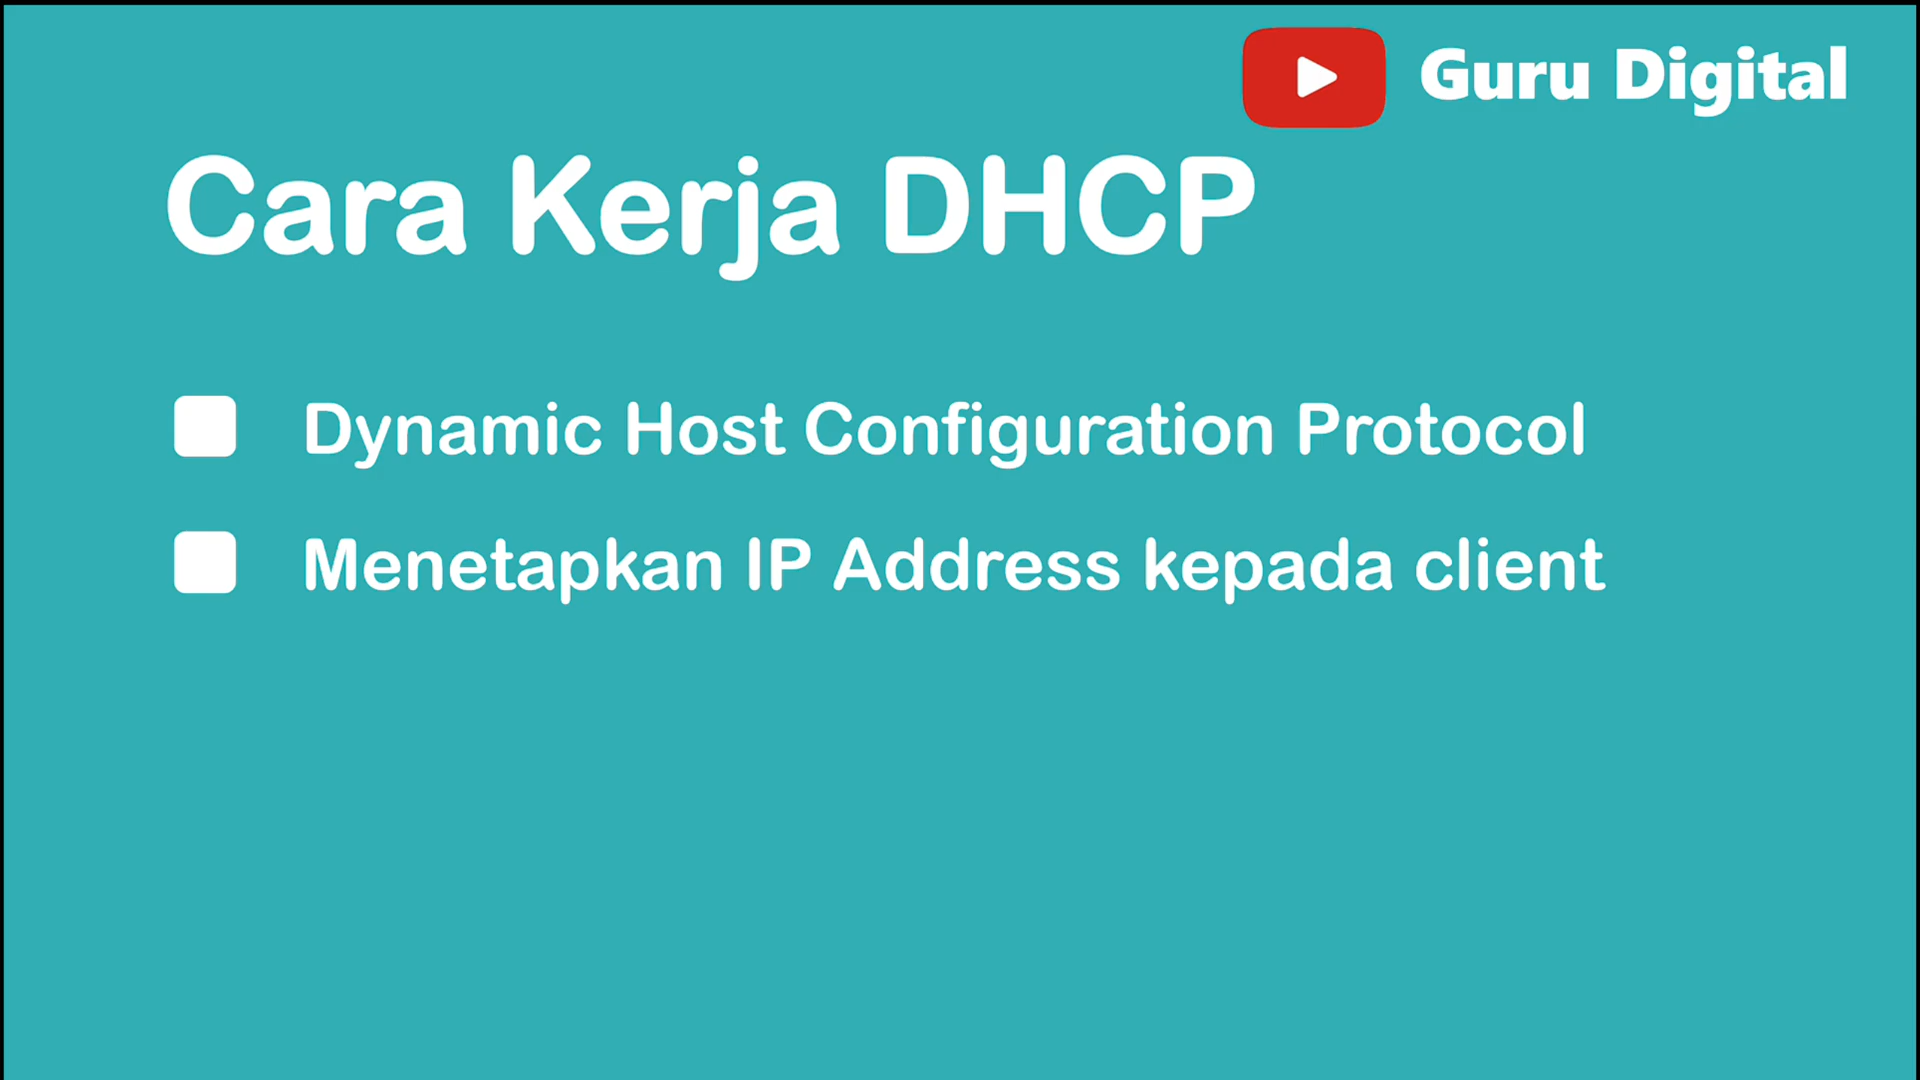 Guru Digital
Cara Kerja DHCP
Dynamic Host Configuration Protocol
Menetapkan IP Address kepada client